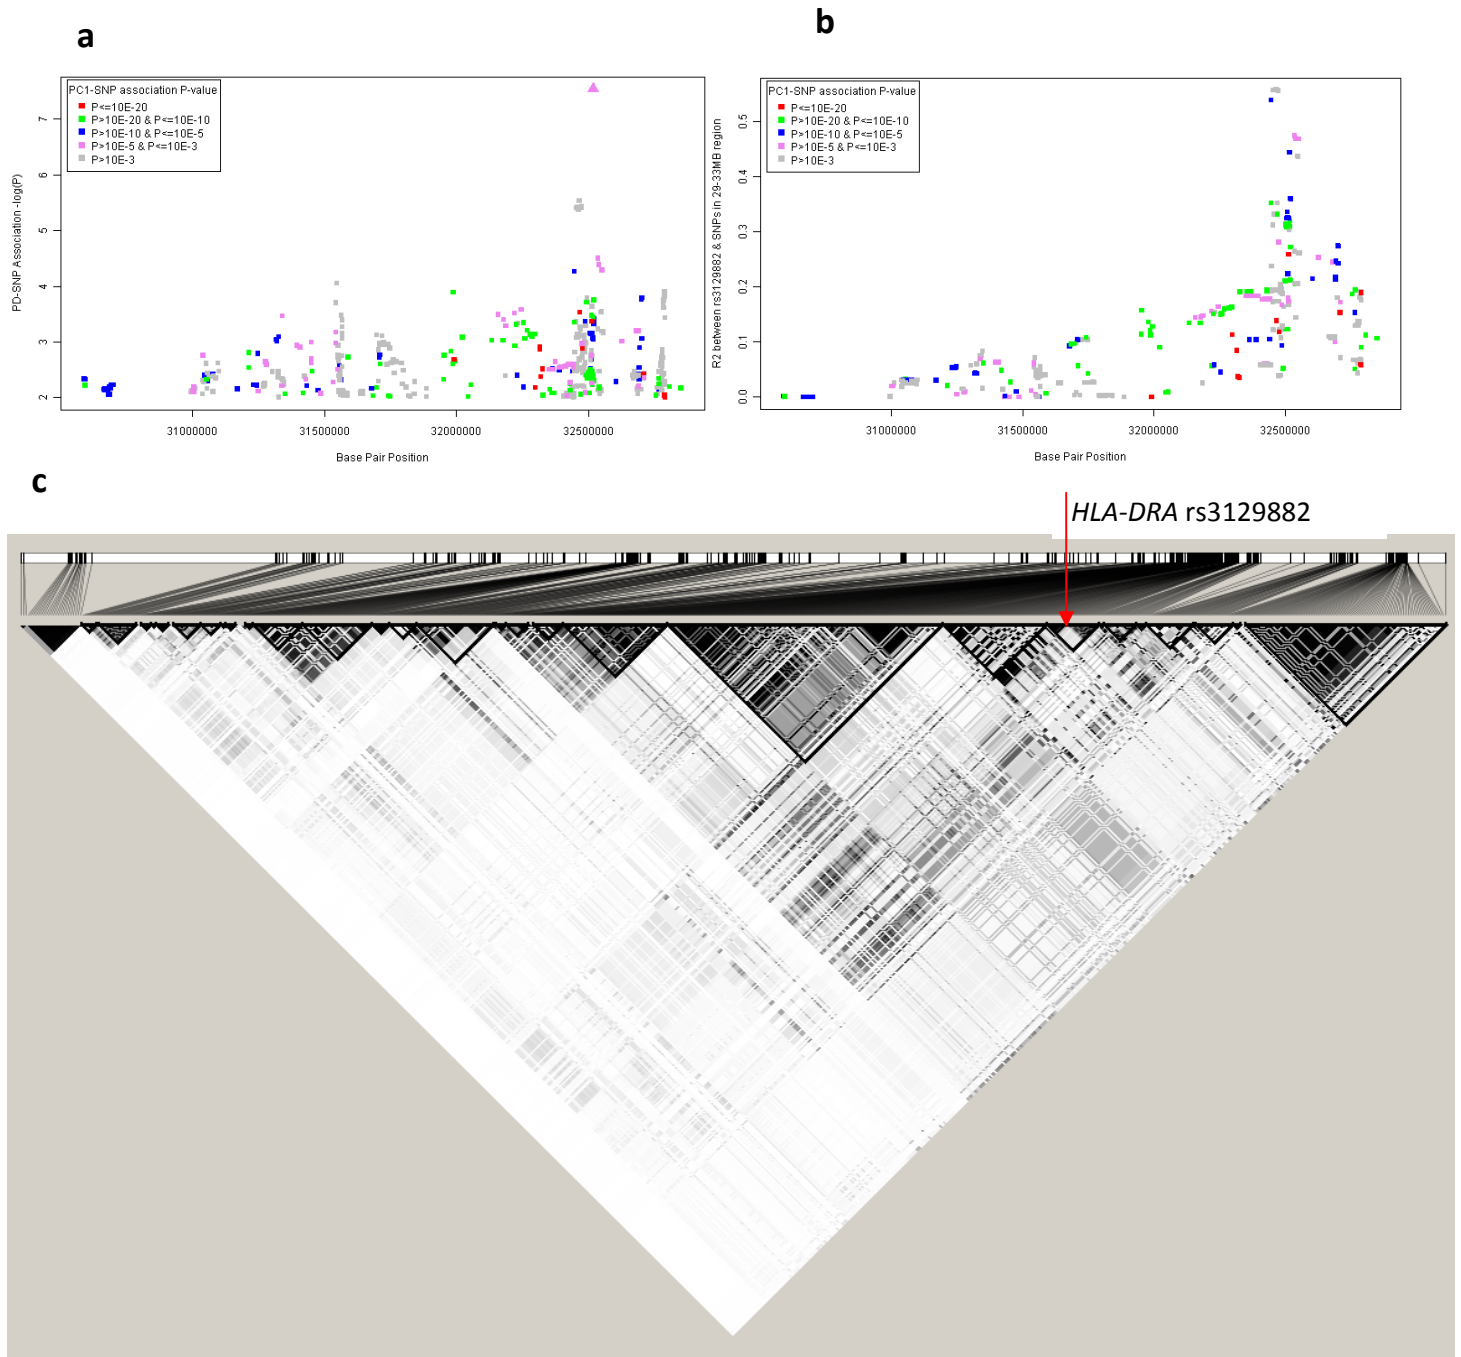 a
PC1-SNP association P-value
P<=10E-20
P>10E-20 & P<=10E-10
P>10E-10 & P<=10E-5
P>10E-5 & P<=10E-3
P>10E-3
PD-SNP Association -log(P)
7
6
5
4
3
2
31000000
31500000
32000000
32500000
Base Pair Position
b
PC1-SNP association P-value
P<=10E-20
P>10E-20 & P<=10E-10
P>10E-10 & P<=10E-5
P>10E-5 & P<=10E-3
P>10E-3
R2 between rs3129882 & SNPs in 29-33MB region
0.5
0.4
0.3
0.2
0.1
0.0
31000000
31500000
32000000
32500000
Base Pair Position
c
HLA-DRA rs3129882